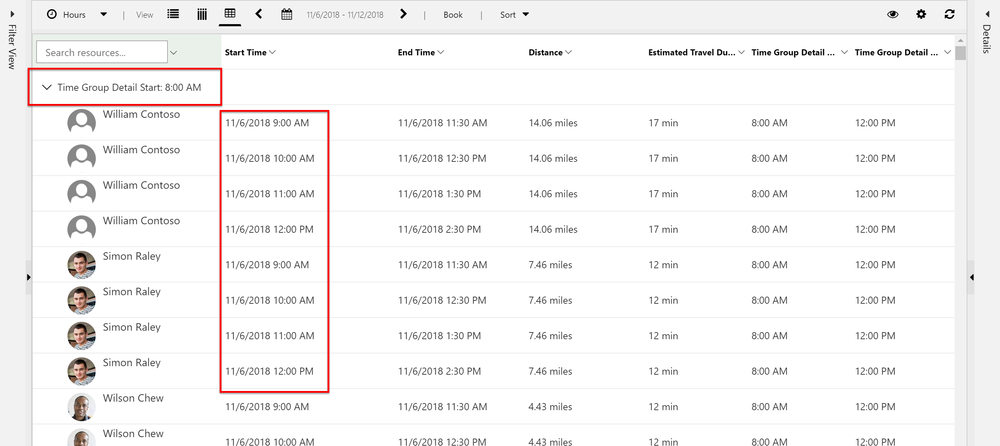 Hours | View 11/6/2018 - 11/12/2018 | Book | Sort
Filter View
Details
Search resources... Start Time End Time Distance Estimated Travel Du... Time Group Detail ... Time Group Detail ...
Time Group Detail Start: 8:00 AM
William Contoso 11/6/2018 9:00 AM 11/6/2018 11:30 AM 14.06 miles 17 min 8:00 AM 12:00 PM
William Contoso 11/6/2018 10:00 AM 11/6/2018 12:30 PM 14.06 miles 17 min 8:00 AM 12:00 PM
William Contoso 11/6/2018 11:00 AM 11/6/2018 1:30 PM 14.06 miles 17 min 8:00 AM 12:00 PM
William Contoso 11/6/2018 12:00 PM 11/6/2018 2:30 PM 14.06 miles 17 min 8:00 AM 12:00 PM
Simon Raley 11/6/2018 9:00 AM 11/6/2018 11:30 AM 7.46 miles 12 min 8:00 AM 12:00 PM
Simon Raley 11/6/2018 10:00 AM 11/6/2018 12:30 PM 7.46 miles 12 min 8:00 AM 12:00 PM
Simon Raley 11/6/2018 11:00 AM 11/6/2018 1:30 PM 7.46 miles 12 min 8:00 AM 12:00 PM
Simon Raley 11/6/2018 12:00 PM 11/6/2018 2:30 PM 7.46 miles 12 min 8:00 AM 12:00 PM
Wilson Chew 11/6/2018 9:00 AM 11/6/2018 11:30 AM 4.43 miles 12 min 8:00 AM 12:00 PM
Wilson Chew 11/6/2018 10:00 AM 11/6/2018 12:30 PM 4.43 miles 12 min 8:00 AM 12:00 PM